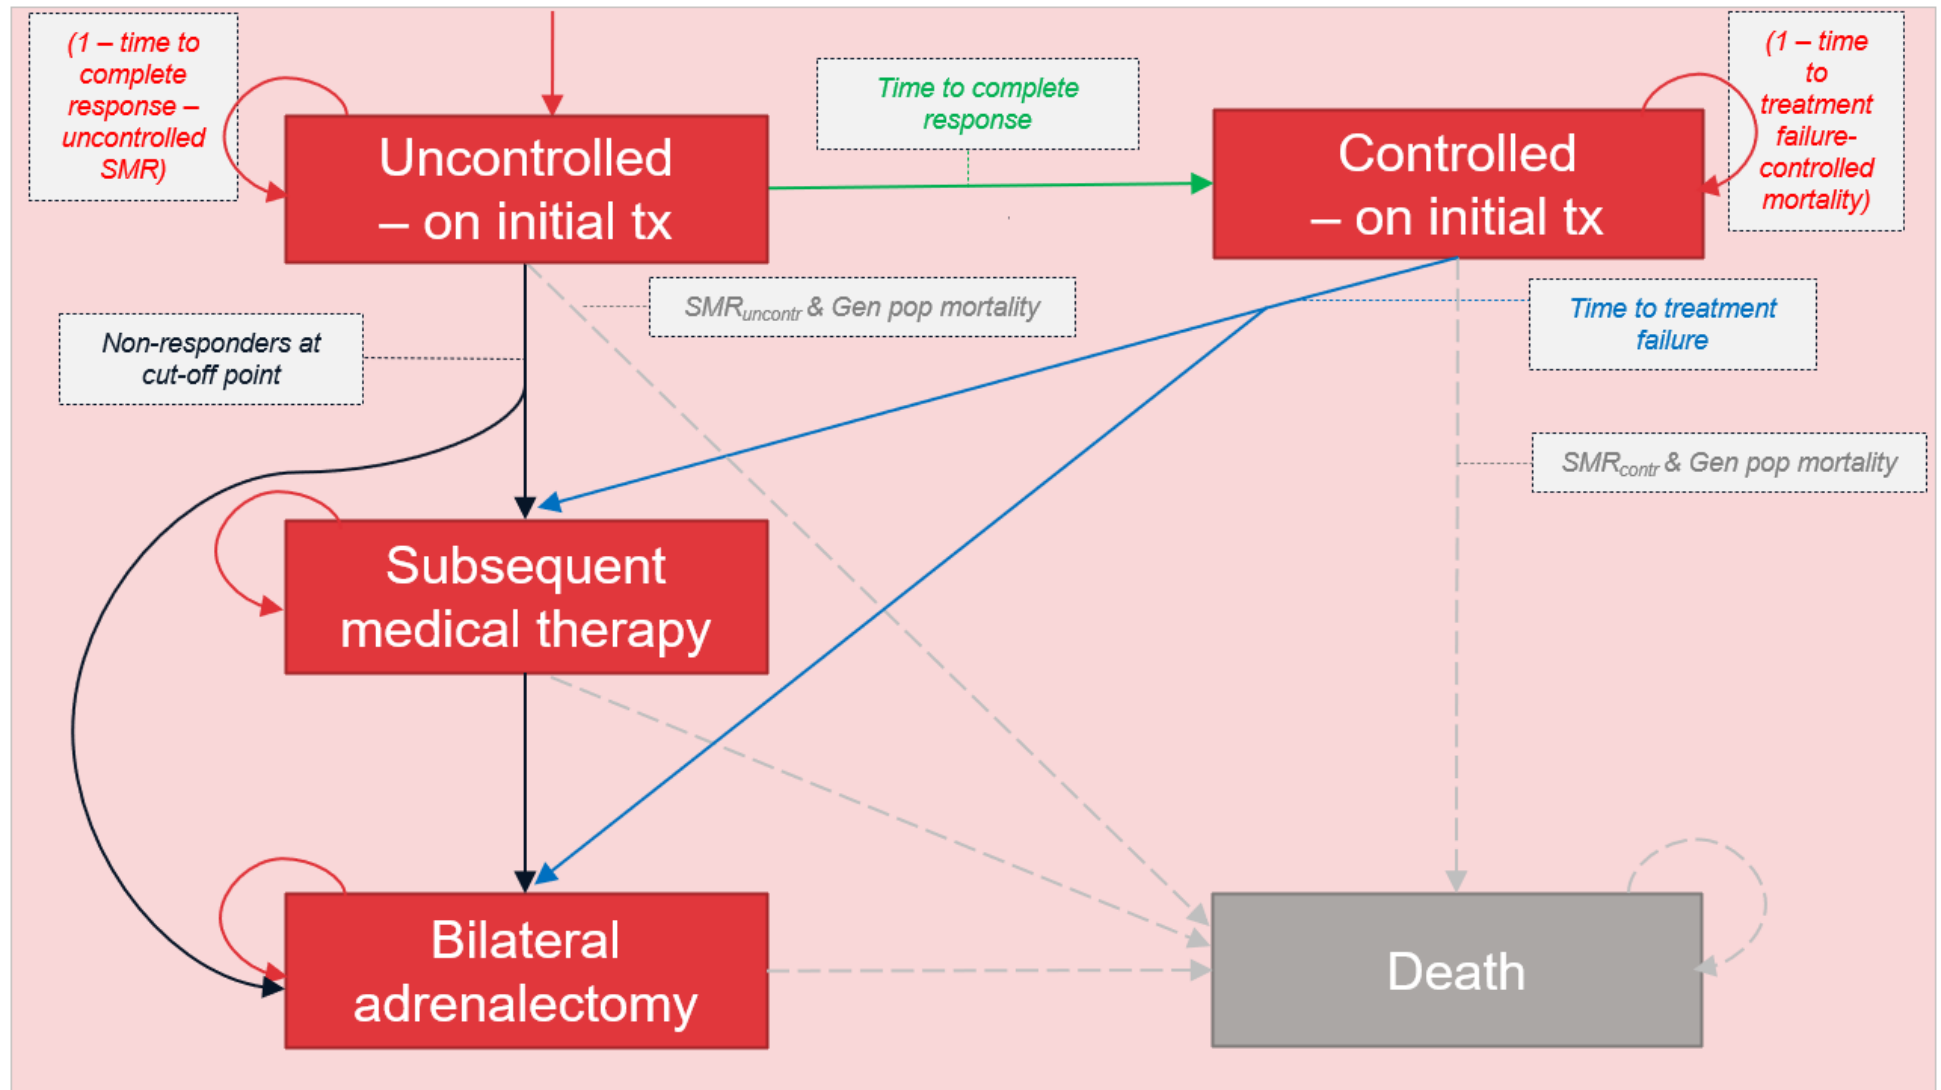 (1 – time to
complete
response –
uncontrolled
SMR)
Time to complete
response
(1 – time
to
treatment
failure-
controlled
mortality)
Uncontrolled
– on initial tx
Controlled
– on initial tx
SMRuncontr & Gen pop mortality
Time to treatment
failure
Non-responders at
cut-off point
SMRcontr & Gen pop mortality
Subsequent
medical therapy
Bilateral
adrenalectomy
Death